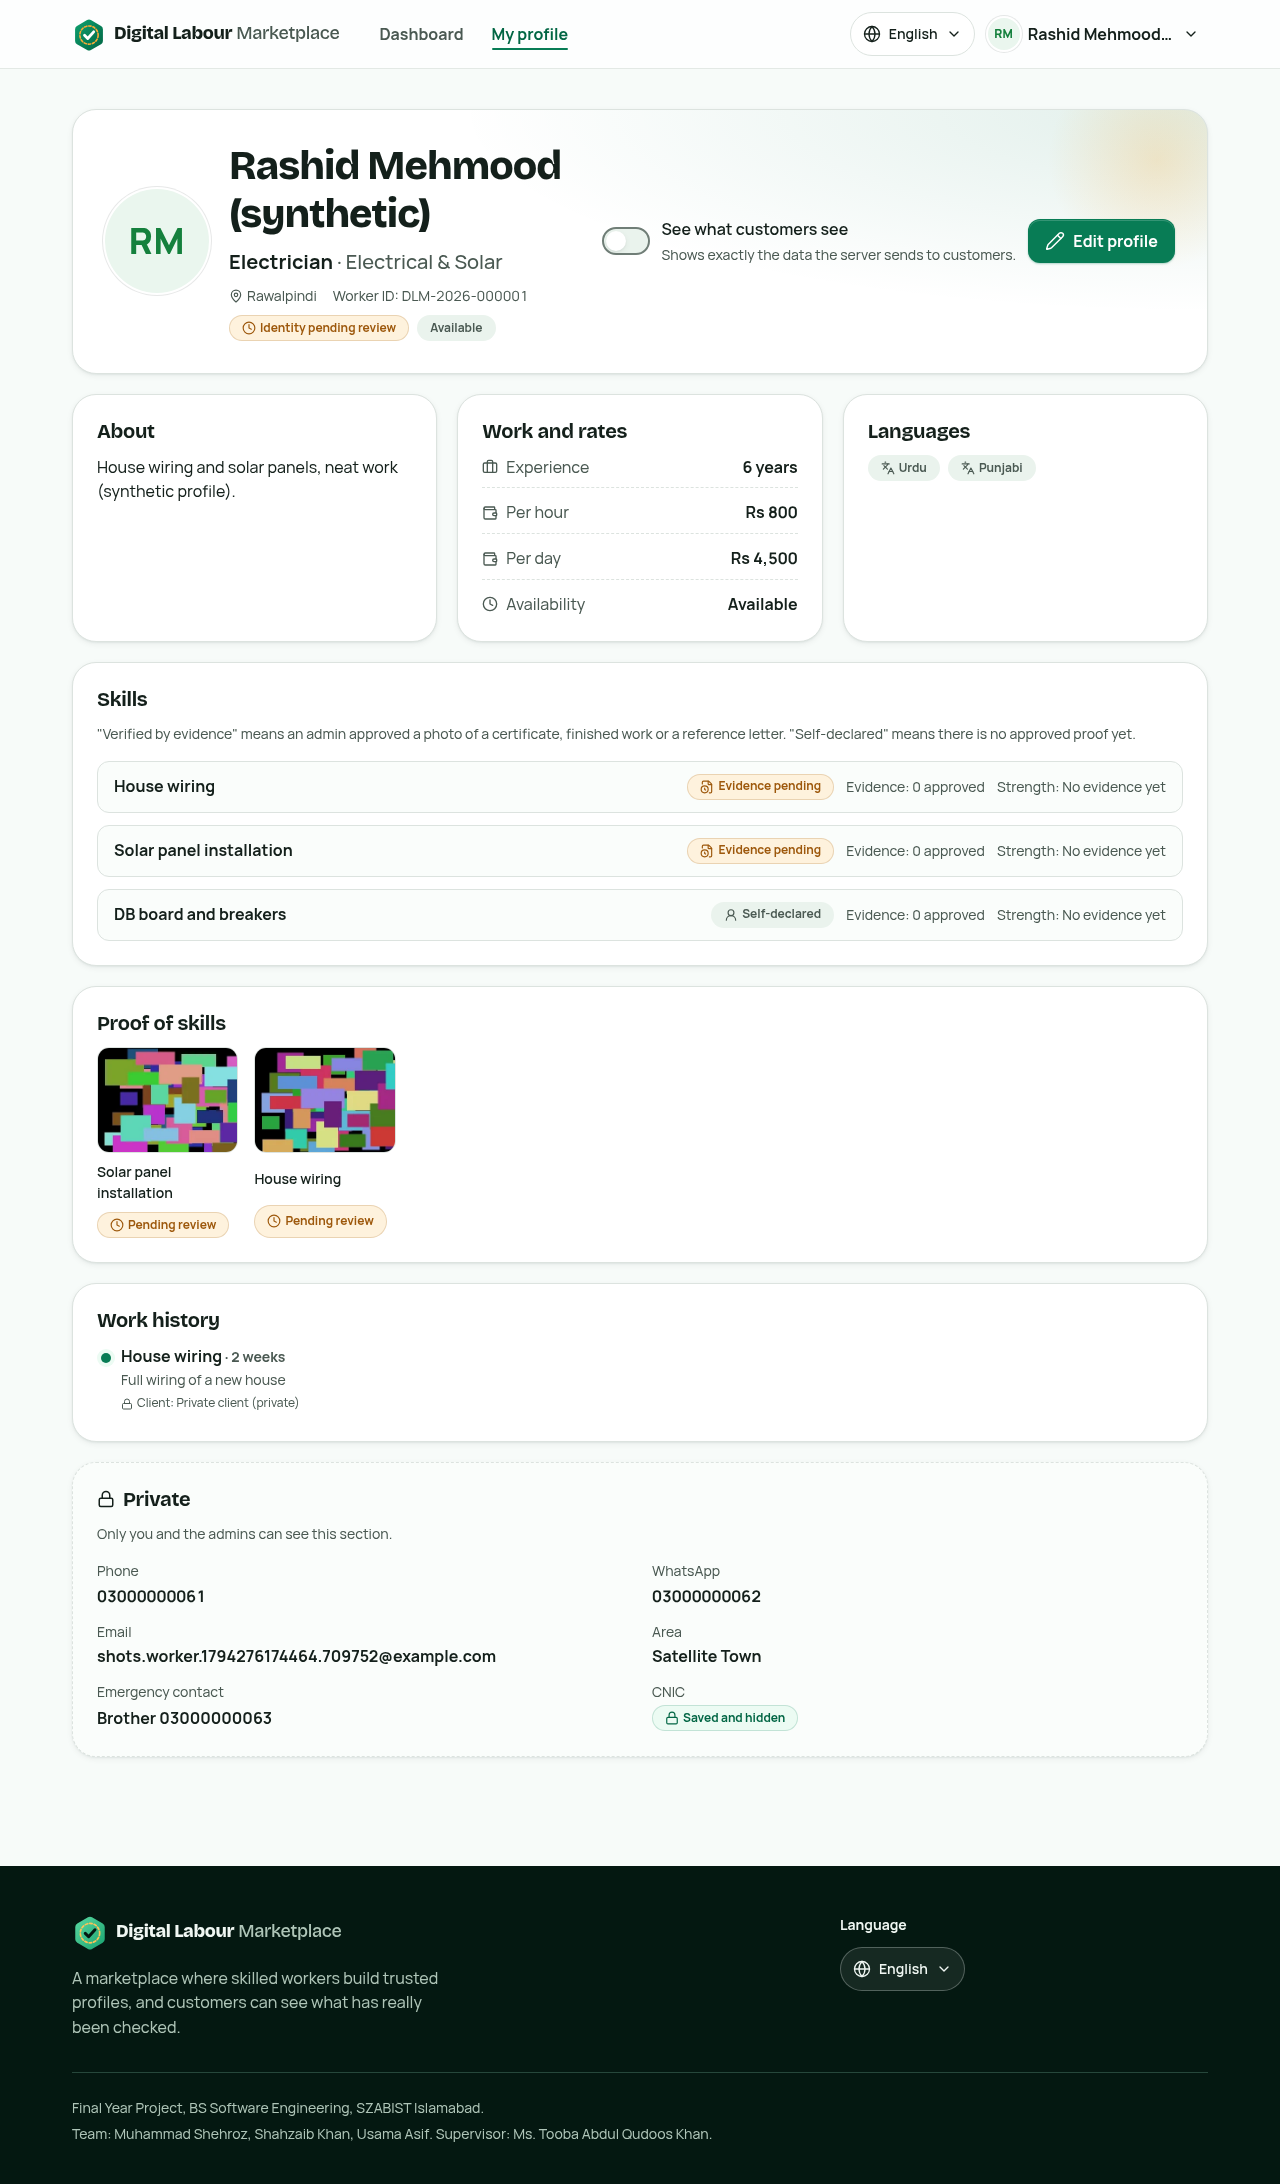 Digital Labour Marketplace
Dashboard
My profile
English
RM
Rashid Mehmood...
RM
Rashid Mehmood
(synthetic)
Electrician · Electrical & Solar
Rawalpindi
Worker ID: DLM-2026-000001
Identity pending review
Available
See what customers see
Shows exactly the data the server sends to customers.
Edit profile
About
House wiring and solar panels, neat work
(synthetic profile).
Work and rates
Experience
6 years
Per hour
Rs 800
Per day
Rs 4,500
Availability
Available
Languages
Urdu
Punjabi
Skills
"Verified by evidence" means an admin approved a photo of a certificate, finished work or a reference letter. "Self-declared" means there is no approved proof yet.
House wiring
Evidence pending
Evidence: 0 approved
Strength: No evidence yet
Solar panel installation
Evidence pending
Evidence: 0 approved
Strength: No evidence yet
DB board and breakers
Self-declared
Evidence: 0 approved
Strength: No evidence yet
Proof of skills
Solar panel
installation
Pending review
House wiring
Pending review
Work history
House wiring · 2 weeks
Full wiring of a new house
Client: Private client (private)
Private
Only you and the admins can see this section.
Phone
03000000061
WhatsApp
03000000062
Email
shots.worker.1794276174464.709752@example.com
Area
Satellite Town
Emergency contact
Brother 03000000063
CNIC
Saved and hidden
Digital Labour Marketplace
A marketplace where skilled workers build trusted
profiles, and customers can see what has really
been checked.
Language
English
Final Year Project, BS Software Engineering, SZABIST Islamabad.
Team: Muhammad Shehroz, Shahzaib Khan, Usama Asif. Supervisor: Ms. Tooba Abdul Qudoos Khan.